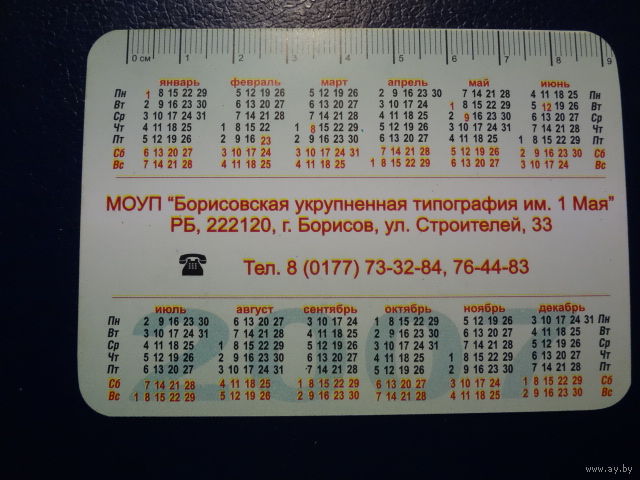 0 см 1 2 3 4 5 6 7 8 9
январь февраль март апрель май июнь
Пн 1 8 15 22 29 5 12 19 26 5 12 19 26 2 9 16 23 30 7 14 21 28 4 11 18 25 Пн
Вт 2 9 16 23 30 6 13 20 27 6 13 20 27 3 10 17 24 1 8 15 22 29 5 12 19 26 Вт
Ср 3 10 17 24 31 7 14 21 28 7 14 21 28 4 11 18 25 2 9 16 23 30 6 13 20 27 Ср
Чт 4 11 18 25 1 8 15 22 1 8 15 22 29 5 12 19 26 3 10 17 24 31 7 14 21 28 Чт
Пт 5 12 19 26 2 9 16 23 2 9 16 23 30 6 13 20 27 4 11 18 25 1 8 15 22 29 Пт
Сб 6 13 20 27 3 10 17 24 3 10 17 24 31 7 14 21 28 5 12 19 26 2 9 16 23 30 Сб
Вс 7 14 21 28 4 11 18 25 4 11 18 25 1 8 15 22 29 6 13 20 27 3 10 17 24 Вс
МОУП "Борисовская укрупненная типография им. 1 Мая"
РБ, 222120, г. Борисов, ул. Строителей, 33
Тел. 8 (0177) 73-32-84, 76-44-83
2007
июль август сентябрь октябрь ноябрь декабрь
Пн 2 9 16 23 30 6 13 20 27 3 10 17 24 1 8 15 22 29 5 12 19 26 3 10 17 24 31 Пн
Вт 3 10 17 24 31 7 14 21 28 4 11 18 25 2 9 16 23 30 6 13 20 27 4 11 18 25 Вт
Ср 4 11 18 25 1 8 15 22 29 5 12 19 26 3 10 17 24 31 7 14 21 28 5 12 19 26 Ср
Чт 5 12 19 26 2 9 16 23 30 6 13 20 27 4 11 18 25 1 8 15 22 29 6 13 20 27 Чт
Пт 6 13 20 27 3 10 17 24 31 7 14 21 28 5 12 19 26 2 9 16 23 30 7 14 21 28 Пт
Сб 7 14 21 28 4 11 18 25 1 8 15 22 29 6 13 20 27 3 10 17 24 1 8 15 22 29 Сб
Вс 1 8 15 22 29 5 12 19 26 2 9 16 23 30 7 14 21 28 4 11 18 25 2 9 16 23 30 Вс
www.ay.by